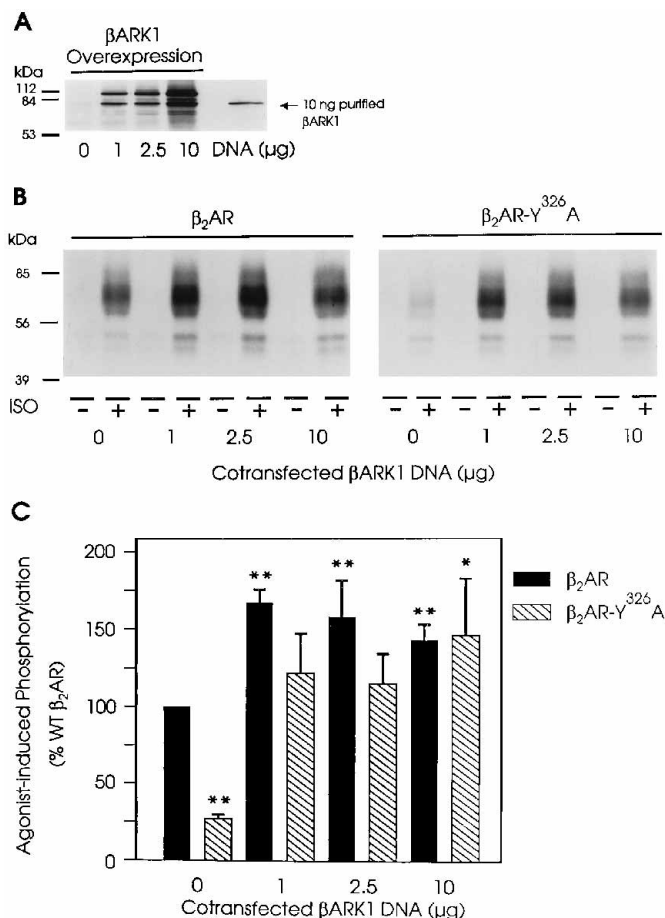 A
βARK1
Overexpression
kDa
112
84
53
10 ng purified
βARK1
0 1 2.5 10 DNA (μg)
B
β₂AR
β₂AR-Y³²⁶A
kDa
85
56
39
ISO - + - + - + - + - + - + - + - +
0 1 2.5 10 0 1 2.5 10
Cotransfected βARK1 DNA (μg)
C
Agonist-Induced Phosphorylation
(% WT β₂AR)
200
150
100
50
0
** ** ** ** *
β₂AR
β₂AR-Y³²⁶A
0 1 2.5 10
Cotransfected βARK1 DNA (μg)